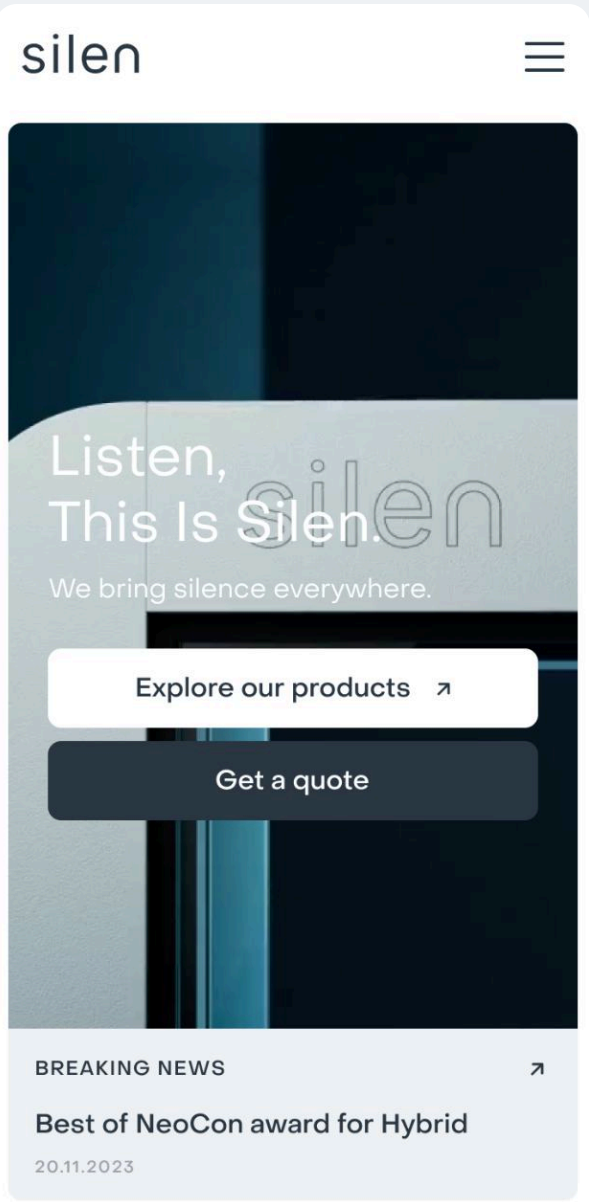 silen
silen
Listen,
This Is Silen.
We bring silence everywhere.
Explore our products
Get a quote
BREAKING NEWS
Best of NeoCon award for Hybrid
20.11.2023